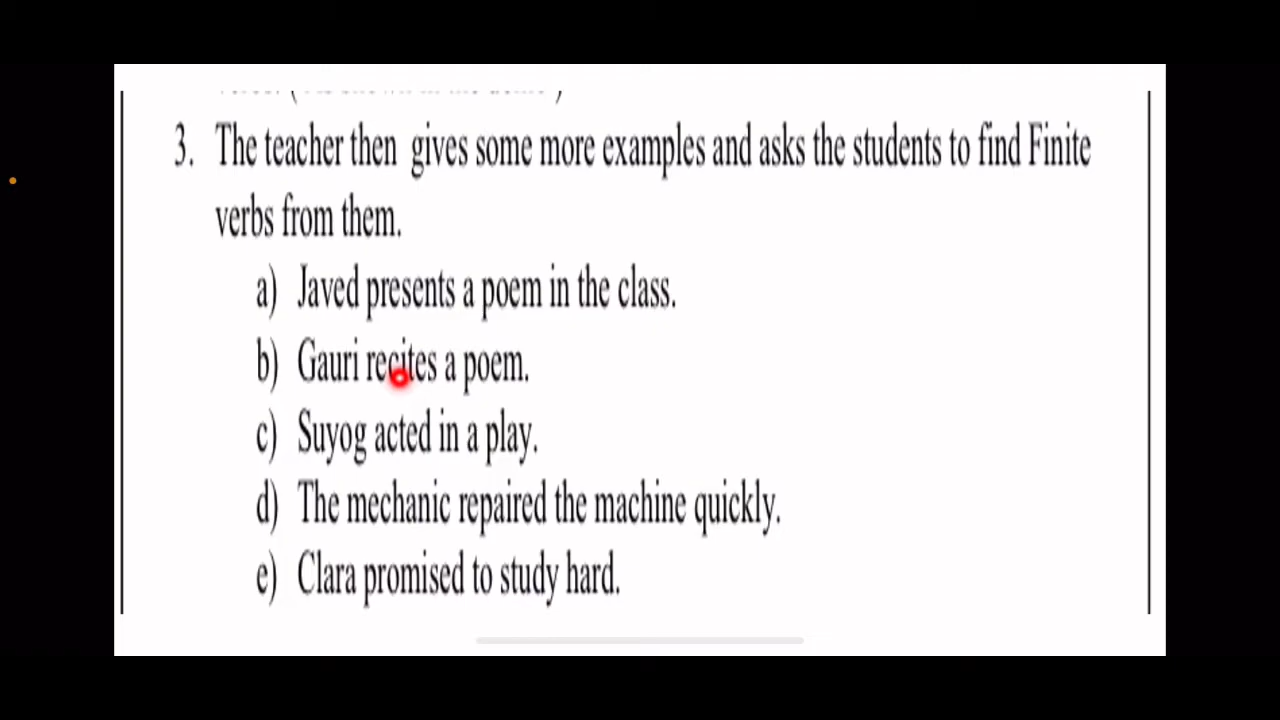 3. The teacher then gives some more examples and asks the students to find Finite
verbs from them.
a) Javed presents a poem in the class.
b) Gauri recites a poem.
c) Suyog acted in a play.
d) The mechanic repaired the machine quickly.
e) Clara promised to study hard.